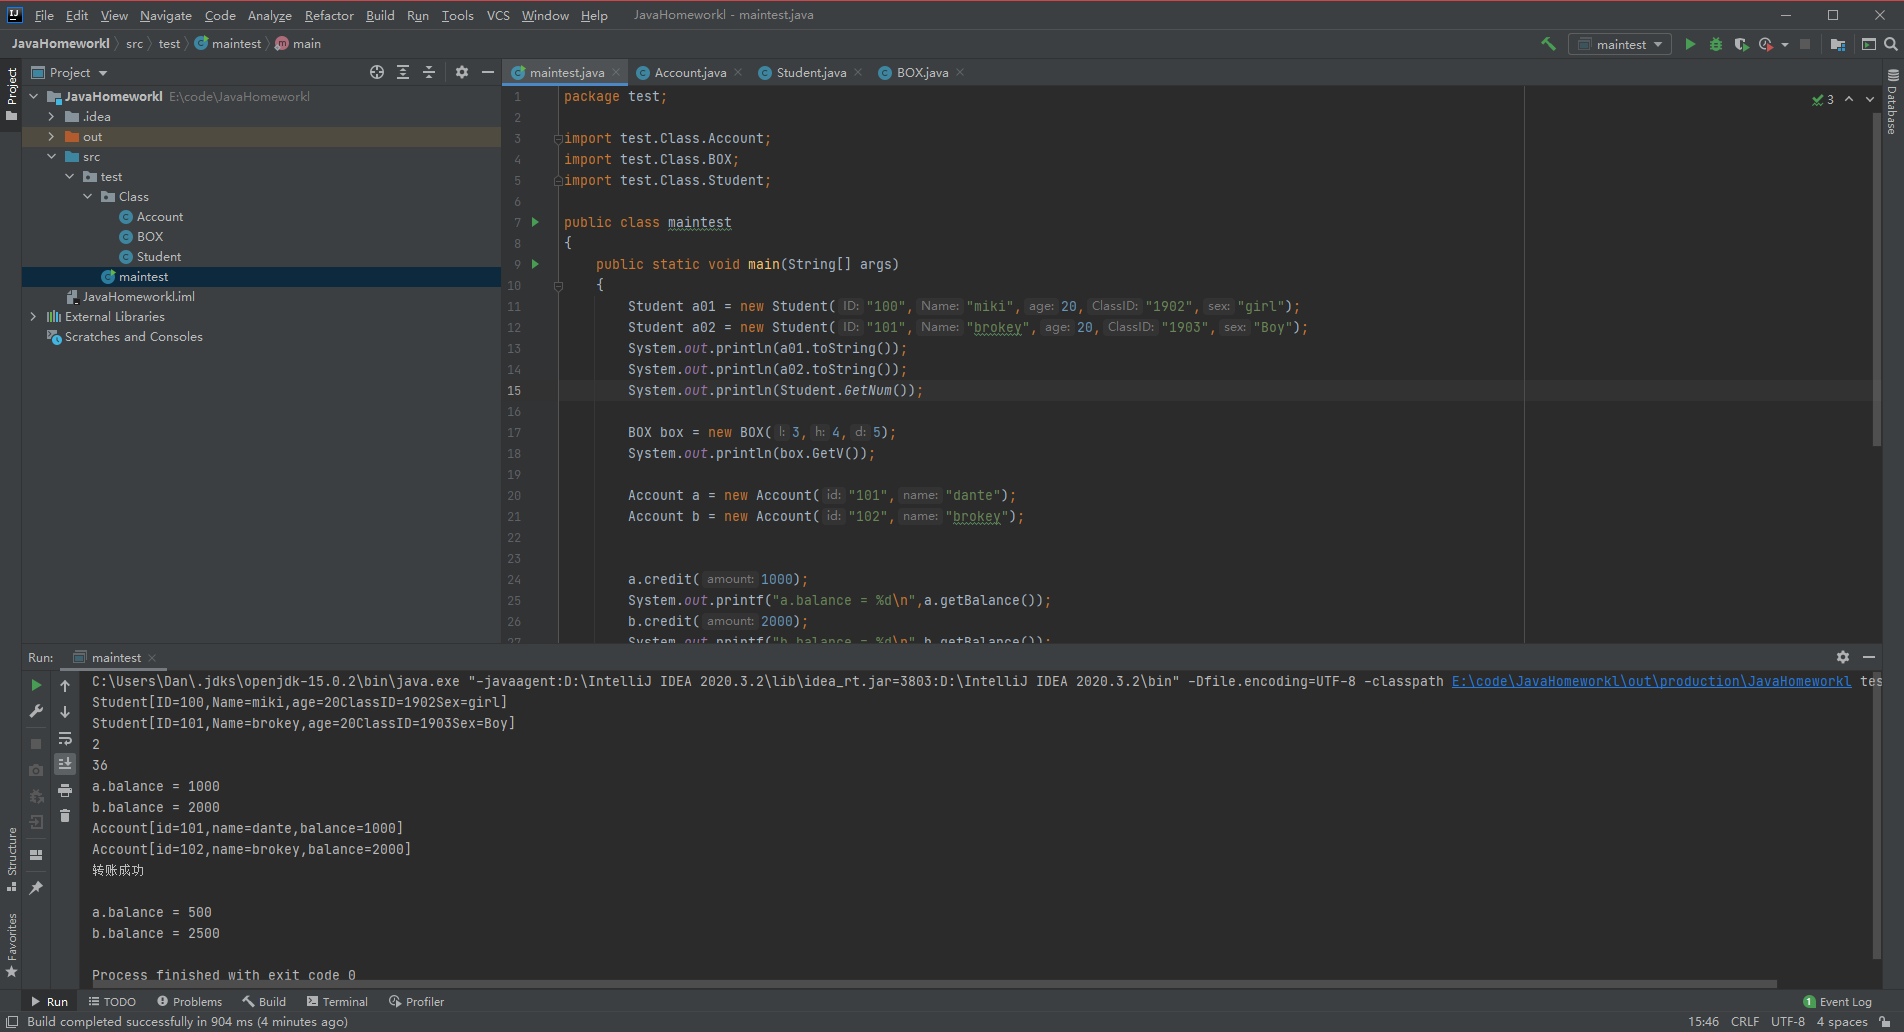 File Edit View Navigate Code Analyze Refactor Build Run Tools VCS Window Help JavaHomeworkl - maintest.java
JavaHomeworkl src test maintest main
maintest
Project
Project
JavaHomeworkl E:\code\JavaHomeworkl
.idea
out
src
test
Class
Account
BOX
Student
maintest
JavaHomeworkl.iml
External Libraries
Scratches and Consoles
maintest.java Account.java Student.java BOX.java
3
Database
1 package test;
2
3 import test.Class.Account;
4 import test.Class.BOX;
5 import test.Class.Student;
6
7 public class maintest
8 {
9 public static void main(String[] args)
10 {
11 Student a01 = new Student( ID: "100", Name: "miki", age: 20, ClassID: "1902", sex: "girl");
12 Student a02 = new Student( ID: "101", Name: "brokey", age: 20, ClassID: "1903", sex: "Boy");
13 System.out.println(a01.toString());
14 System.out.println(a02.toString());
15 System.out.println(Student.GetNum());
16
17 BOX box = new BOX( l: 3, h: 4, d: 5);
18 System.out.println(box.GetV());
19
20 Account a = new Account( id: "101", name: "dante");
21 Account b = new Account( id: "102", name: "brokey");
22
23
24 a.credit( amount: 1000);
25 System.out.printf("a.balance = %d\n",a.getBalance());
26 b.credit( amount: 2000);
27 System.out.printf("b.balance = %d\n",b.getBalance());
Run: maintest
C:\Users\Dan\.jdks\openjdk-15.0.2\bin\java.exe "-javaagent:D:\IntelliJ IDEA 2020.3.2\lib\idea_rt.jar=3803:D:\IntelliJ IDEA 2020.3.2\bin" -Dfile.encoding=UTF-8 -classpath E:\code\JavaHomeworkl\out\production\JavaHomeworkl tes
Student[ID=100,Name=miki,age=20ClassID=1902Sex=girl]
Student[ID=101,Name=brokey,age=20ClassID=1903Sex=Boy]
2
36
a.balance = 1000
b.balance = 2000
Account[id=101,name=dante,balance=1000]
Account[id=102,name=brokey,balance=2000]
转账成功
a.balance = 500
b.balance = 2500
Process finished with exit code 0
Structure
Favorites
Run TODO Problems Build Terminal Profiler 1 Event Log
Build completed successfully in 904 ms (4 minutes ago) 15:46 CRLF UTF-8 4 spaces